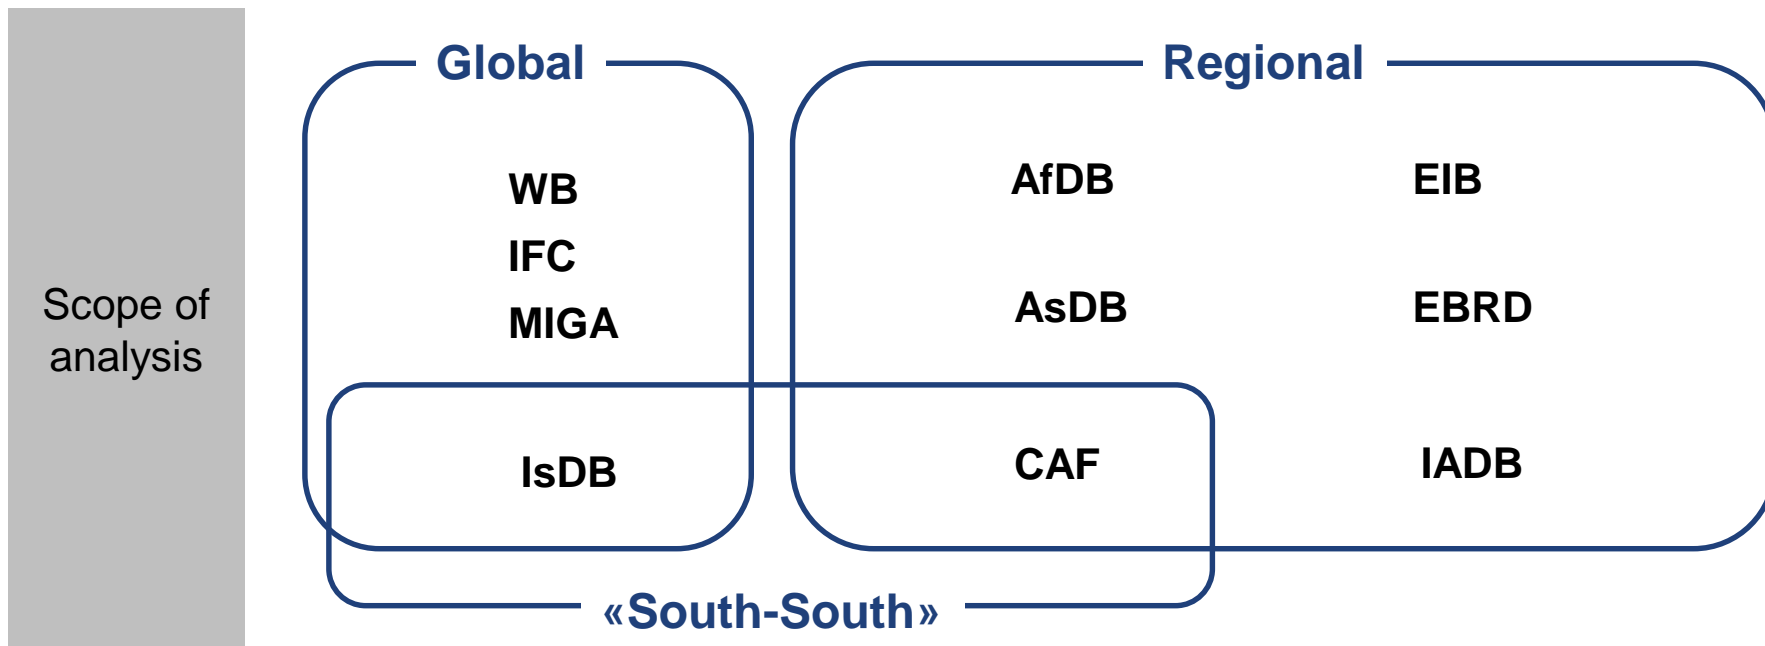 Scope of
analysis
Global
WB
IFC
MIGA
IsDB
Regional
AfDB
EIB
AsDB
EBRD
CAF
IADB
«South-South»